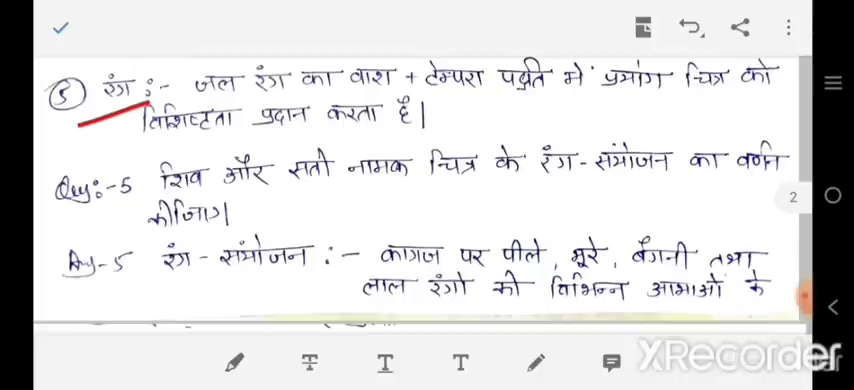 ⑤ रंग :- जल रंग का वाश + टेम्परा पद्धति में प्रयोग चित्र को
विशिष्टता प्रदान करता है।
Que:-5 शिव और सती नामक चित्र के रंग-संयोजन का वर्णन
कीजिए।
2
Ans-5 रंग-संयोजन :- कागज पर पीले, भूरे, बैंगनी तथा
लाल रंगो की विभिन्न आभाओं के
T T T
XRecorder